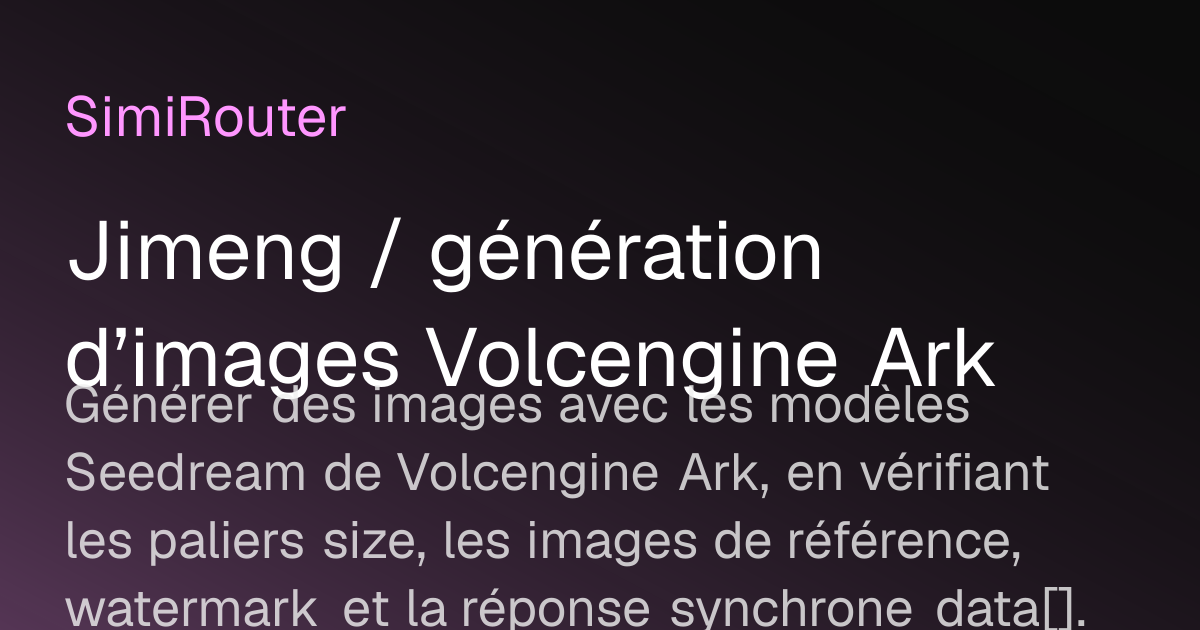 SimiRouter
Jimeng / génération
d’images Volcengine Ark
Générer des images avec les modèles
Seedream de Volcengine Ark, en vérifiant
les paliers size, les images de référence,
watermark et la réponse synchrone data[].